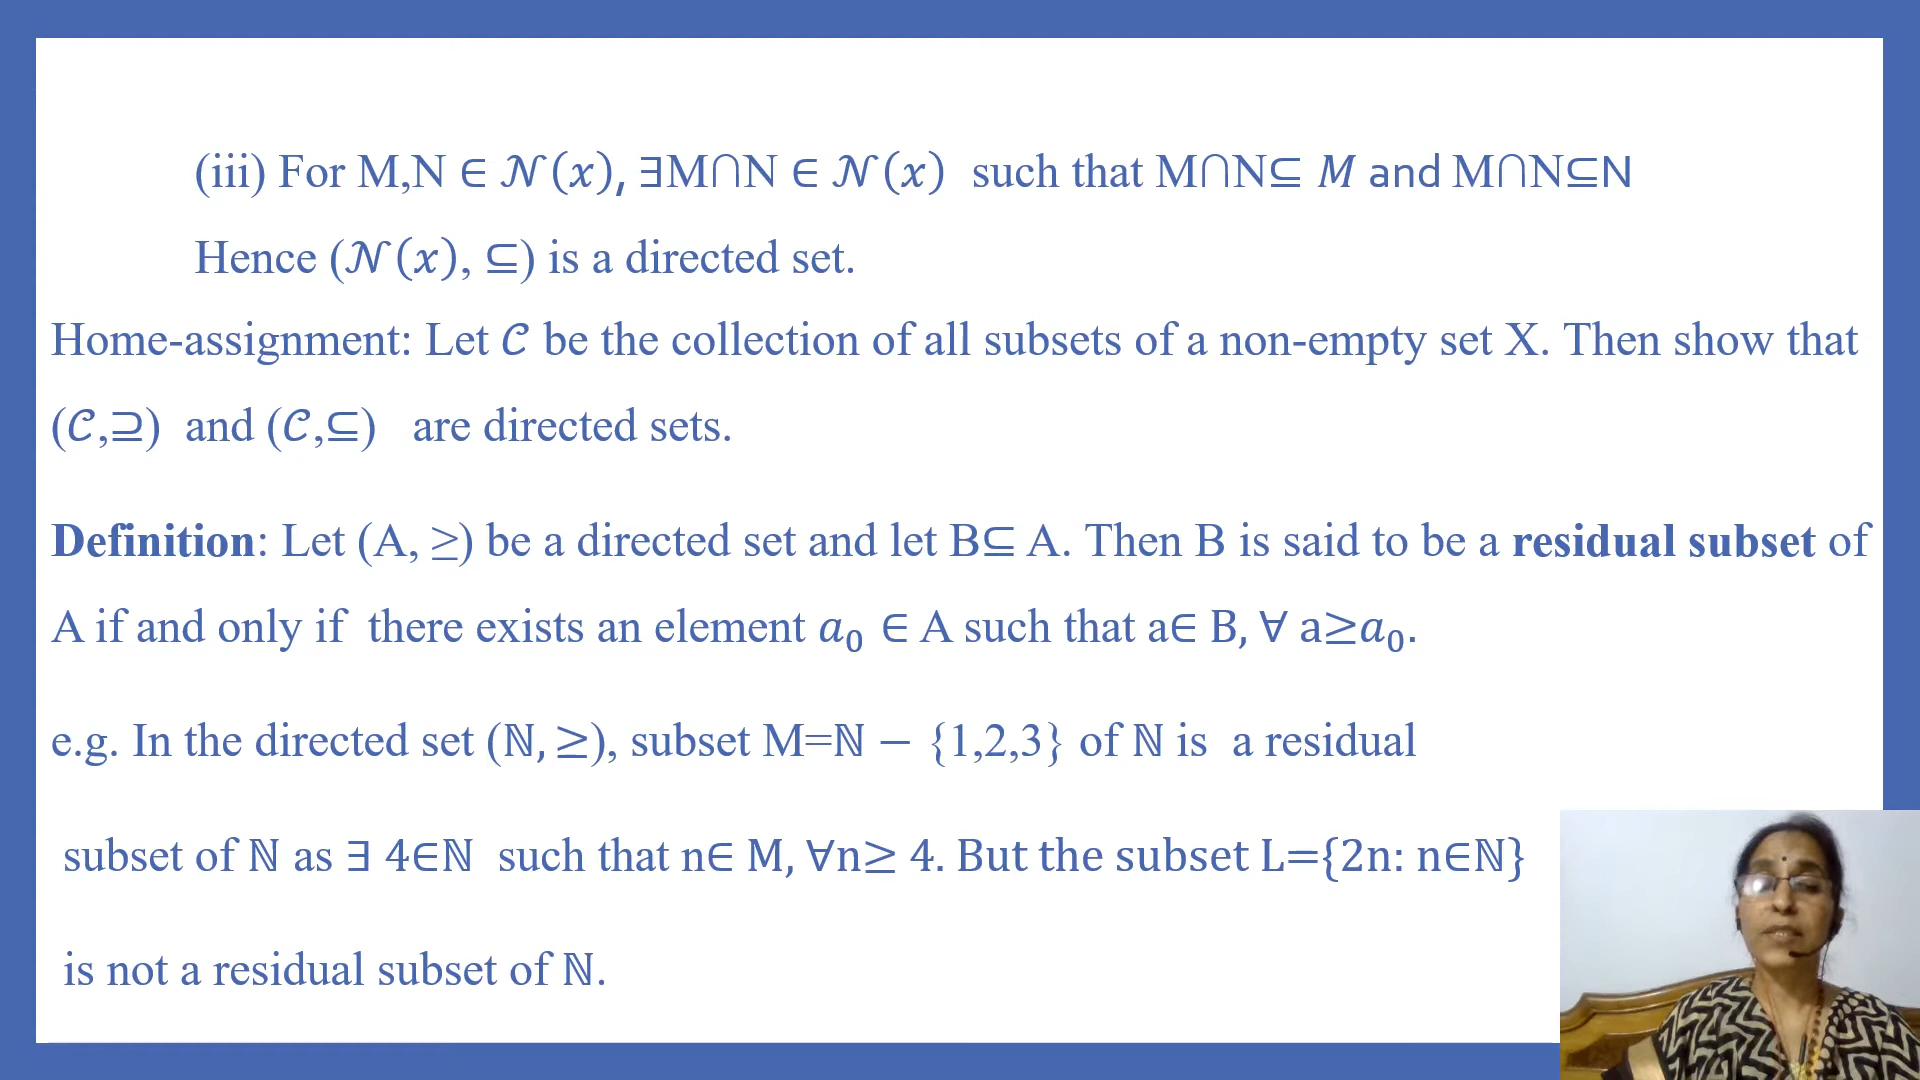 (iii) For M,N ∈ 𝒩(𝑥), ∃M∩N ∈ 𝒩(𝑥) such that M∩N⊆ 𝑀 and M∩N⊆N
Hence (𝒩(𝑥), ⊆) is a directed set.
Home-assignment: Let 𝒞 be the collection of all subsets of a non-empty set X. Then show that
(𝒞,⊇) and (𝒞,⊆) are directed sets.
Definition: Let (A, ≥) be a directed set and let B⊆ A. Then B is said to be a residual subset of
A if and only if there exists an element 𝑎₀ ∈ A such that a∈ B, ∀ a≥𝑎₀.
e.g. In the directed set (ℕ, ≥), subset M=ℕ − {1,2,3} of ℕ is a residual
subset of ℕ as ∃ 4∈ℕ such that n∈ M, ∀n≥ 4. But the subset L={2n: n∈ℕ}
is not a residual subset of ℕ.